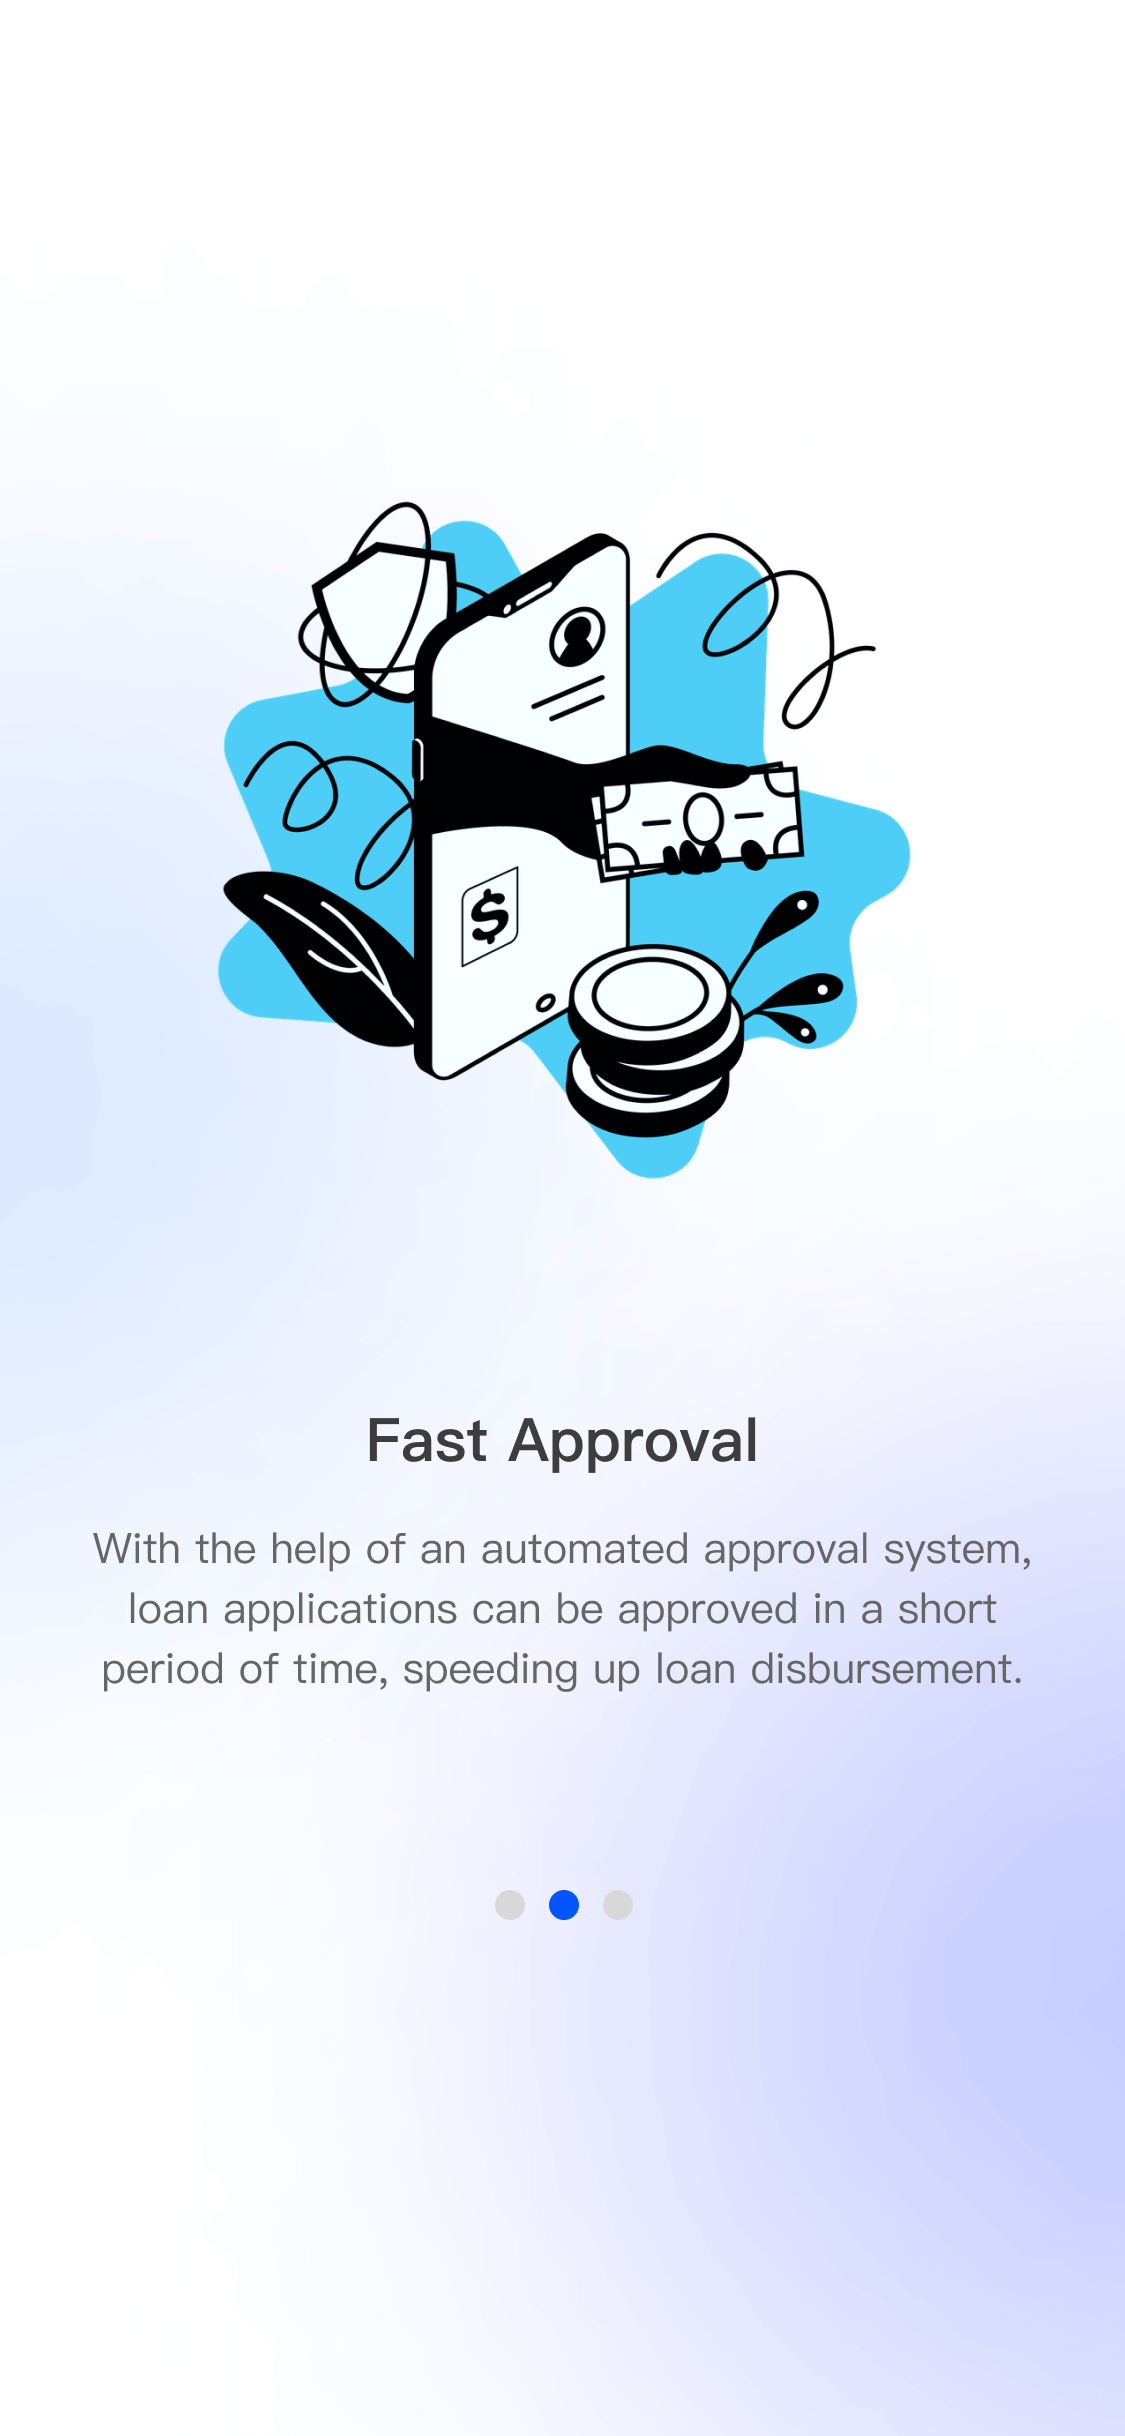 $
Fast Approval
With the help of an automated approval system,
loan applications can be approved in a short
period of time, speeding up loan disbursement.